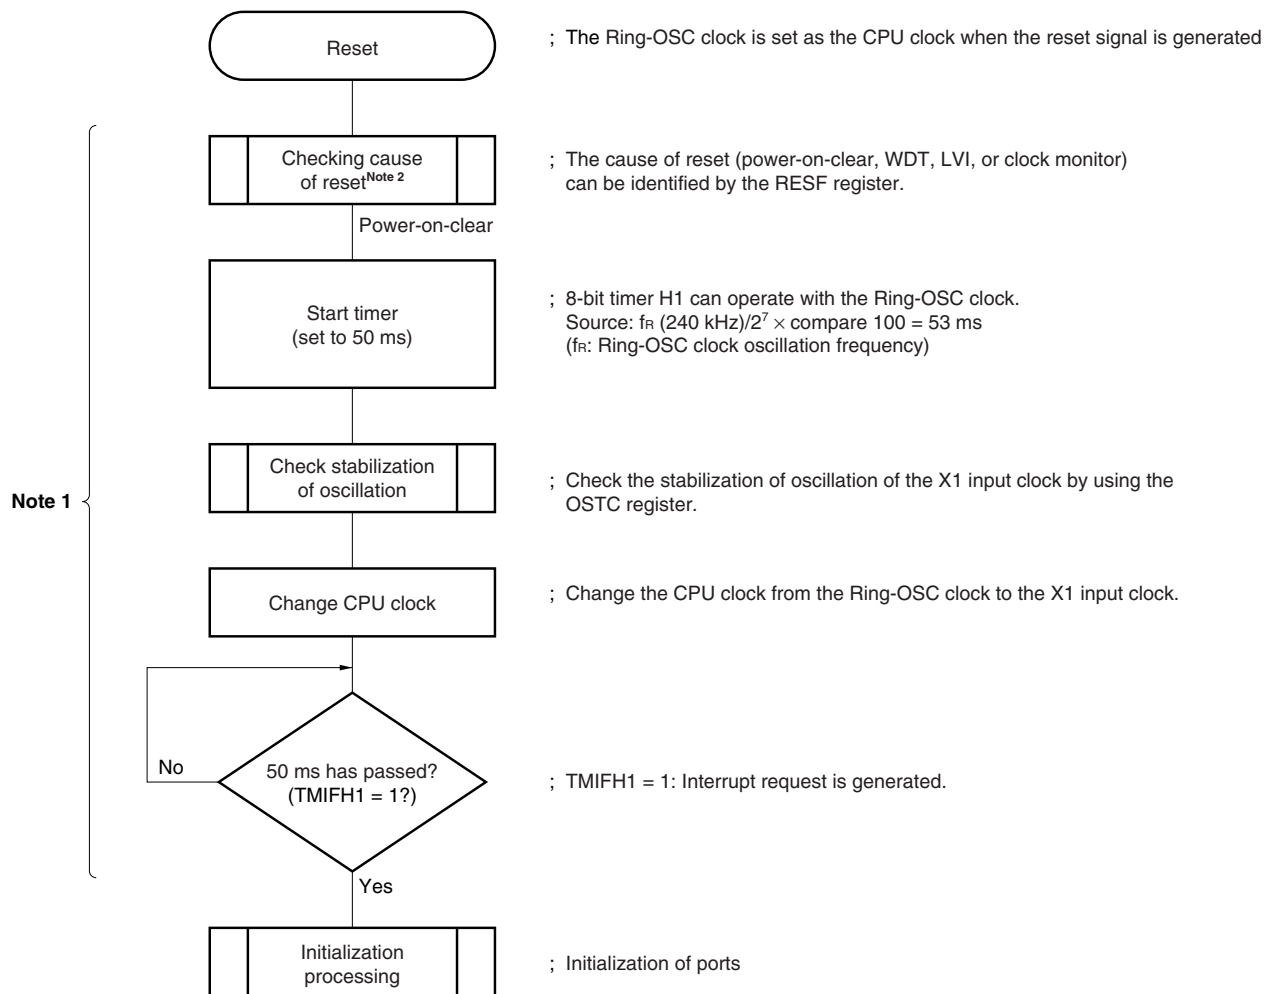 Reset
; The Ring-OSC clock is set as the CPU clock when the reset signal is generated
Checking cause
of reset Note 2
; The cause of reset (power-on-clear, WDT, LVI, or clock monitor)
can be identified by the RESF register.
Power-on-clear
Start timer
(set to 50 ms)
; 8-bit timer H1 can operate with the Ring-OSC clock.
Source: fR (240 kHz)/2⁷ × compare 100 = 53 ms
(fR: Ring-OSC clock oscillation frequency)
Note 1
Check stabilization
of oscillation
; Check the stabilization of oscillation of the X1 input clock by using the
OSTC register.
Change CPU clock
; Change the CPU clock from the Ring-OSC clock to the X1 input clock.
No
50 ms has passed?
(TMIFH1 = 1?)
; TMIFH1 = 1: Interrupt request is generated.
Yes
Initialization
processing
; Initialization of ports